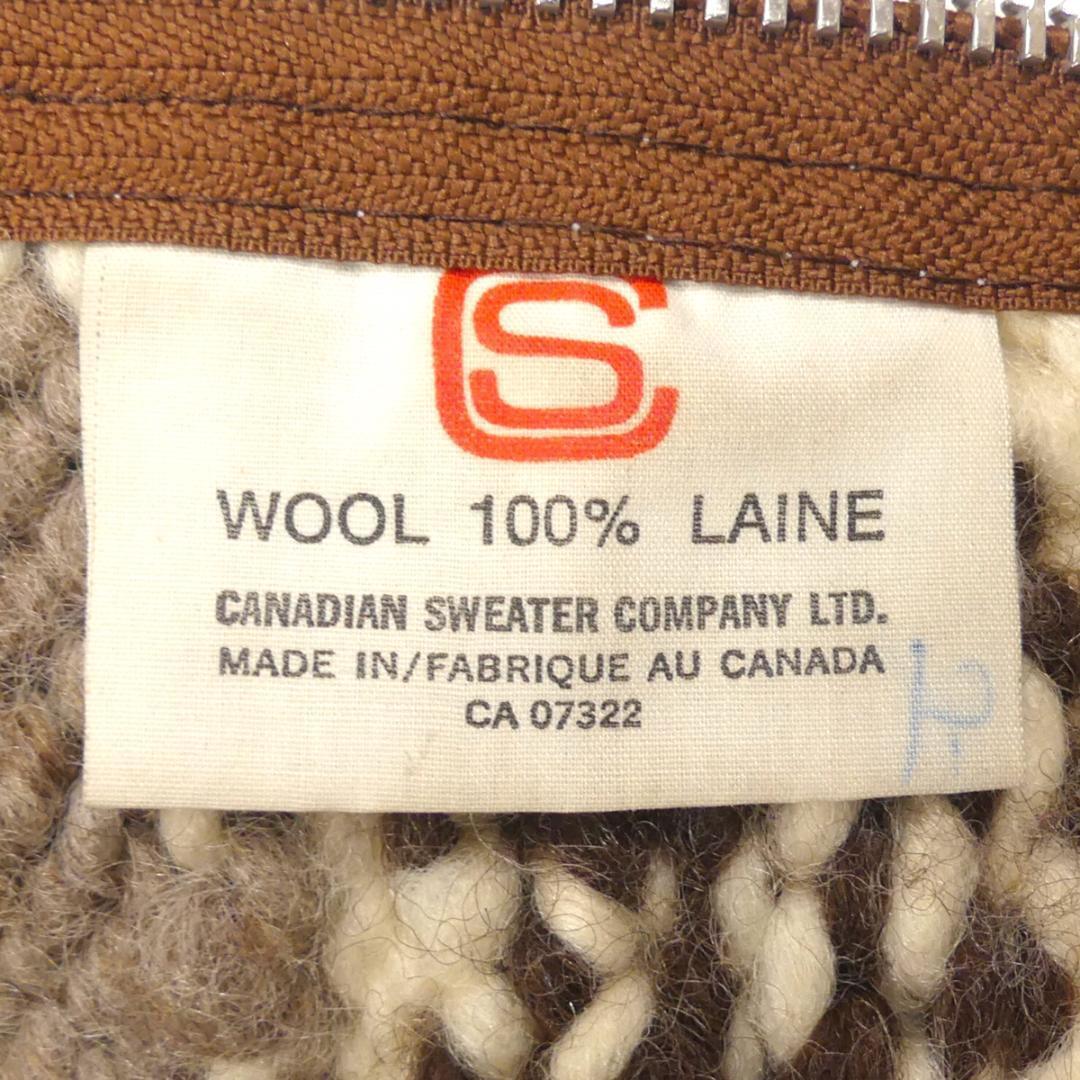 CS
WOOL 100% LAINE
CANADIAN SWEATER COMPANY LTD.
MADE IN/FABRIQUE AU CANADA
CA 07322